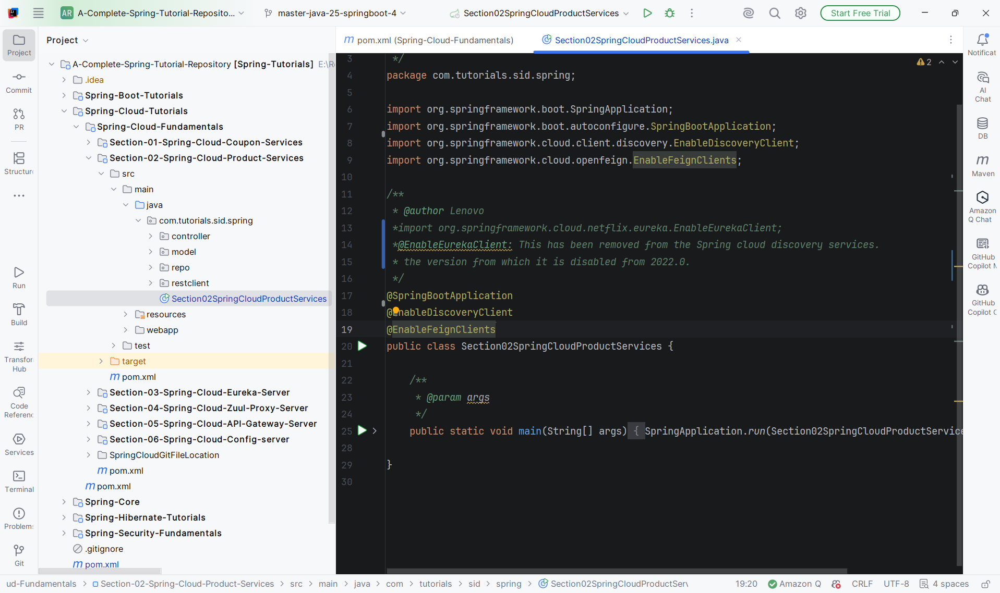 AR A-Complete-Spring-Tutorial-Reposito... master-java-25-springboot-4 Section02SpringCloudProductServices Start Free Trial
Project
Commit
PR
Structure
Run
Build
Transfor
Hub
Code
Referenc
Services
Terminal
Problems
Git
Project
A-Complete-Spring-Tutorial-Repository [Spring-Tutorials] E:\R
.idea
Spring-Boot-Tutorials
Spring-Cloud-Tutorials
Spring-Cloud-Fundamentals
Section-01-Spring-Cloud-Coupon-Services
Section-02-Spring-Cloud-Product-Services
src
main
java
com.tutorials.sid.spring
controller
model
repo
restclient
Section02SpringCloudProductServices
resources
webapp
test
target
m pom.xml
Section-03-Spring-Cloud-Eureka-Server
Section-04-Spring-Cloud-Zuul-Proxy-Server
Section-05-Spring-Cloud-API-Gateway-Server
Section-06-Spring-Cloud-Config-server
SpringCloudGitFileLocation
m pom.xml
m pom.xml
Spring-Core
Spring-Hibernate-Tutorials
Spring-Security-Fundamentals
.gitignore
m pom.xml
m pom.xml (Spring-Cloud-Fundamentals) Section02SpringCloudProductServices.java
2
3 */
4 package com.tutorials.sid.spring;
5
6 import org.springframework.boot.SpringApplication;
7 import org.springframework.boot.autoconfigure.SpringBootApplication;
8 import org.springframework.cloud.client.discovery.EnableDiscoveryClient;
9 import org.springframework.cloud.openfeign.EnableFeignClients;
10
11 /**
12 * @author Lenovo
13 *import org.springframework.cloud.netflix.eureka.EnableEurekaClient;
14 *@EnableEurekaClient: This has been removed from the Spring cloud discovery services.
15 * the version from which it is disabled from 2022.0.
16 */
17 @SpringBootApplication
18 @EnableDiscoveryClient
19 @EnableFeignClients
20 public class Section02SpringCloudProductServices {
21
22 /**
23 * @param args
24 */
25 public static void main(String[] args) { SpringApplication.run(Section02SpringCloudProductService
28
29 }
30
Notificat
AI
Chat
DB
m
Maven
Amazon
Q Chat
GitHub
Copilot M
GitHub
Copilot C
ud-Fundamentals > Section-02-Spring-Cloud-Product-Services > src > main > java > com > tutorials > sid > spring > Section02SpringCloudProductServ 19:20 Amazon Q CRLF UTF-8 4 spaces